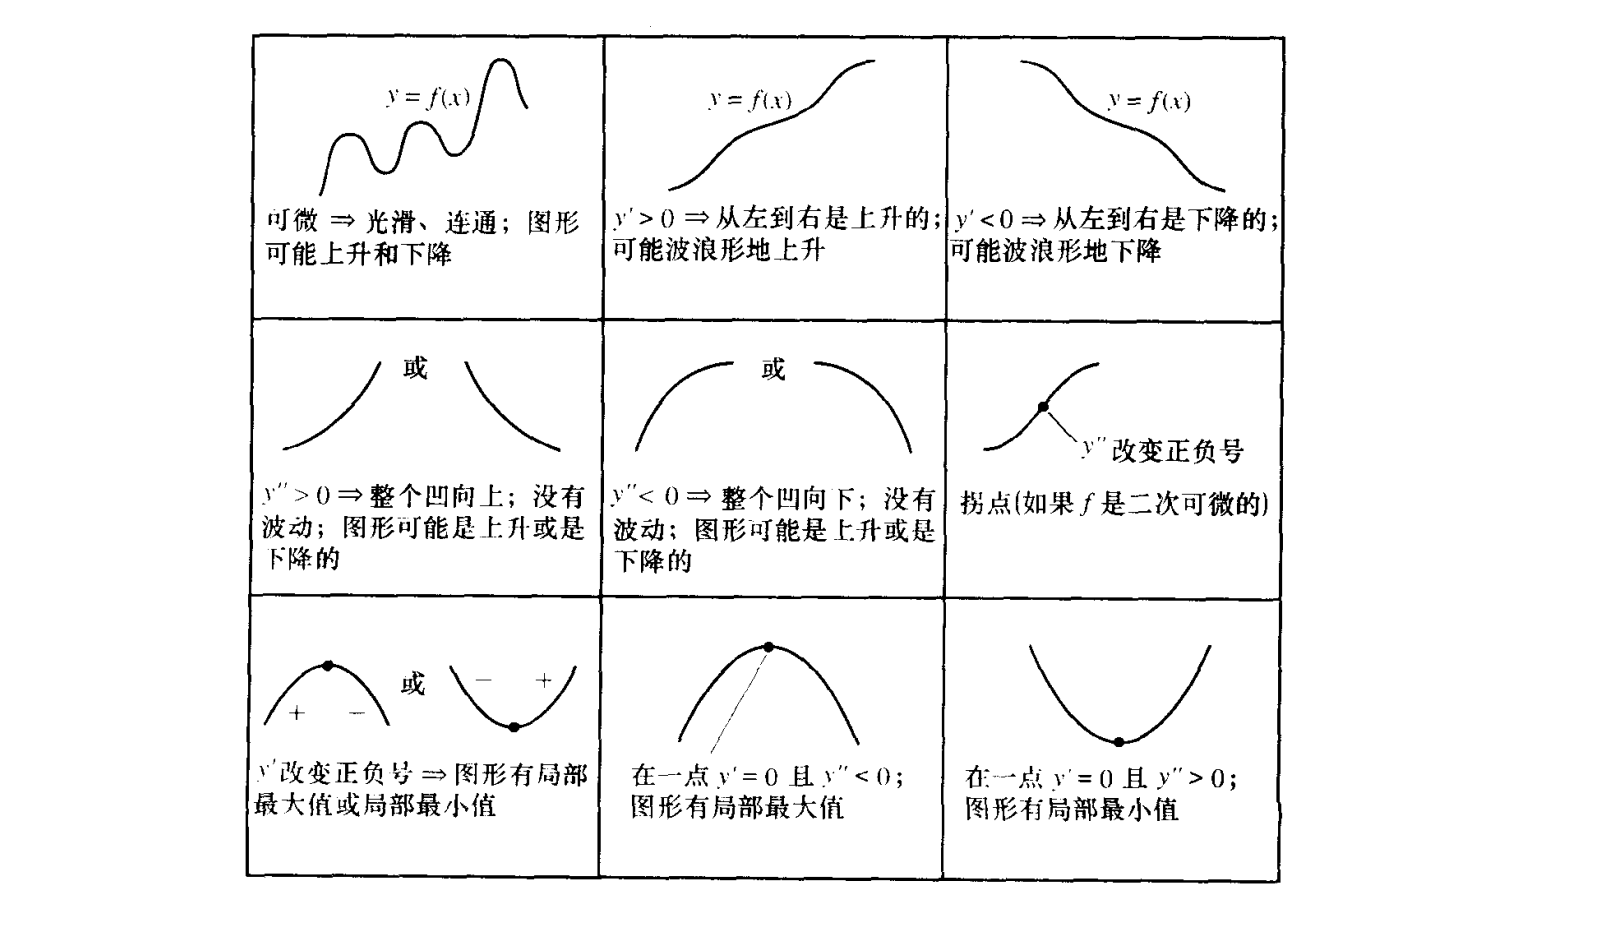 y = f(x)
可微 ⇒ 光滑、连通；图形
可能上升和下降
y = f(x)
y′ > 0 ⇒ 从左到右是上升的；
可能波浪形地上升
y = f(x)
y′ < 0 ⇒ 从左到右是下降的；
可能波浪形地下降
或
y″ > 0 ⇒ 整个凹向上；没有
波动；图形可能是上升或是
下降的
或
y″ < 0 ⇒ 整个凹向下；没有
波动；图形可能是上升或是
下降的
y″ 改变正负号
拐点(如果 f 是二次可微的)
+ − 或 − +
y′改变正负号 ⇒ 图形有局部
最大值或局部最小值
在一点 y′ = 0 且 y″ < 0；
图形有局部最大值
在一点 y′ = 0 且 y″ > 0；
图形有局部最小值